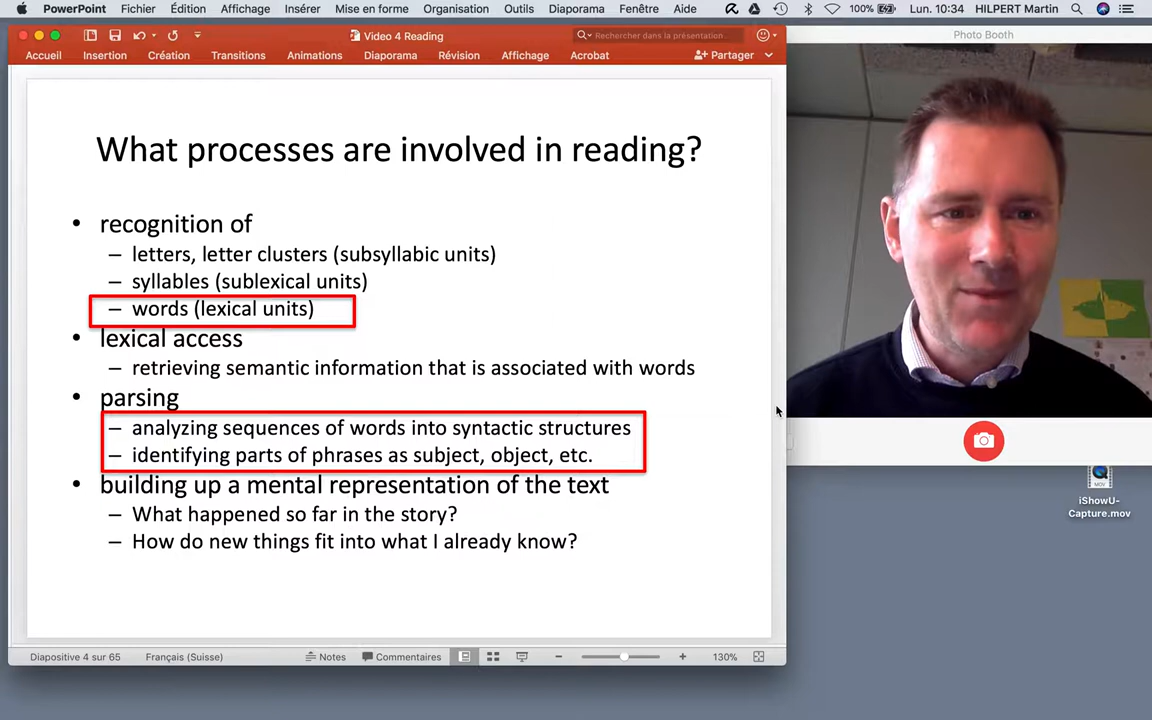 PowerPoint Fichier Édition Affichage Insérer Mise en forme Organisation Outils Diaporama Fenêtre Aide 100% Lun. 10:34 HILPERT Martin
Video 4 Reading
Rechercher dans la présentation
Photo Booth
Accueil Insertion Création Transitions Animations Diaporama Révision Affichage Acrobat Partager
What processes are involved in reading?
• recognition of
– letters, letter clusters (subsyllabic units)
– syllables (sublexical units)
– words (lexical units)
• lexical access
– retrieving semantic information that is associated with words
• parsing
– analyzing sequences of words into syntactic structures
– identifying parts of phrases as subject, object, etc.
• building up a mental representation of the text
– What happened so far in the story?
– How do new things fit into what I already know?
MOV
iShowU-
Capture.mov
Diapositive 4 sur 65 Français (Suisse) Notes Commentaires 130%